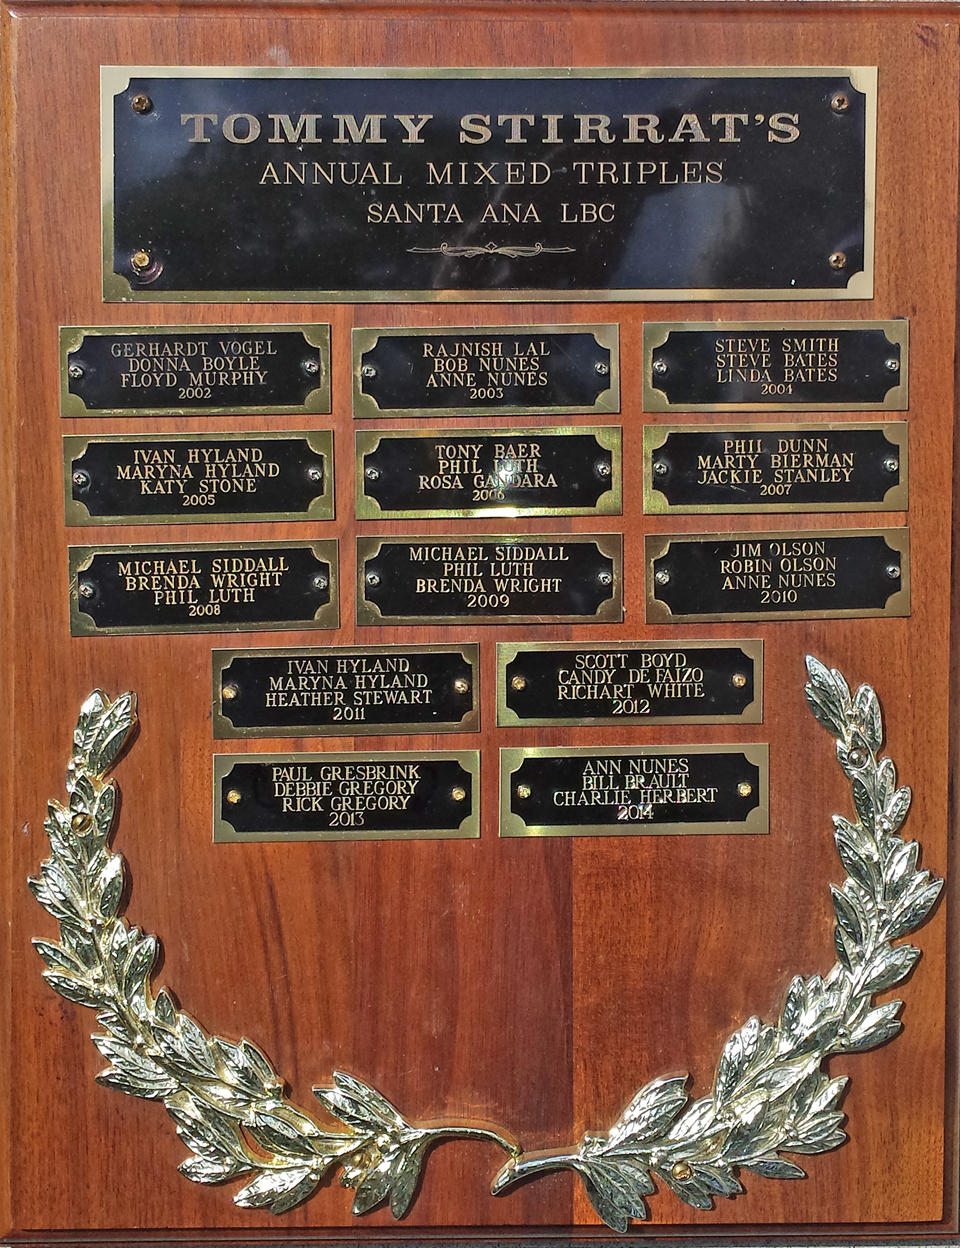 TOMMY STIRRAT'S
ANNUAL MIXED TRIPLES
SANTA ANA LBC
GERHARDT VOGEL
DONNA BOYLE
FLOYD MURPHY
2002
RAJNISH LAL
BOB NUNES
ANNE NUNES
2003
STEVE SMITH
STEVE BATES
LINDA BATES
2004
IVAN HYLAND
MARYNA HYLAND
KATY STONE
2005
TONY BAER
PHIL LUTH
ROSA GANDARA
2006
PHIL DUNN
MARTY BIERMAN
JACKIE STANLEY
2007
MICHAEL SIDDALL
BRENDA WRIGHT
PHIL LUTH
2008
MICHAEL SIDDALL
PHIL LUTH
BRENDA WRIGHT
2009
JIM OLSON
ROBIN OLSON
ANNE NUNES
2010
IVAN HYLAND
MARYNA HYLAND
HEATHER STEWART
2011
SCOTT BOYD
CANDY DE FAIZO
RICHART WHITE
2012
PAUL GRESBRINK
DEBBIE GREGORY
RICK GREGORY
2013
ANN NUNES
BILL BRAULT
CHARLIE HERBERT
2014